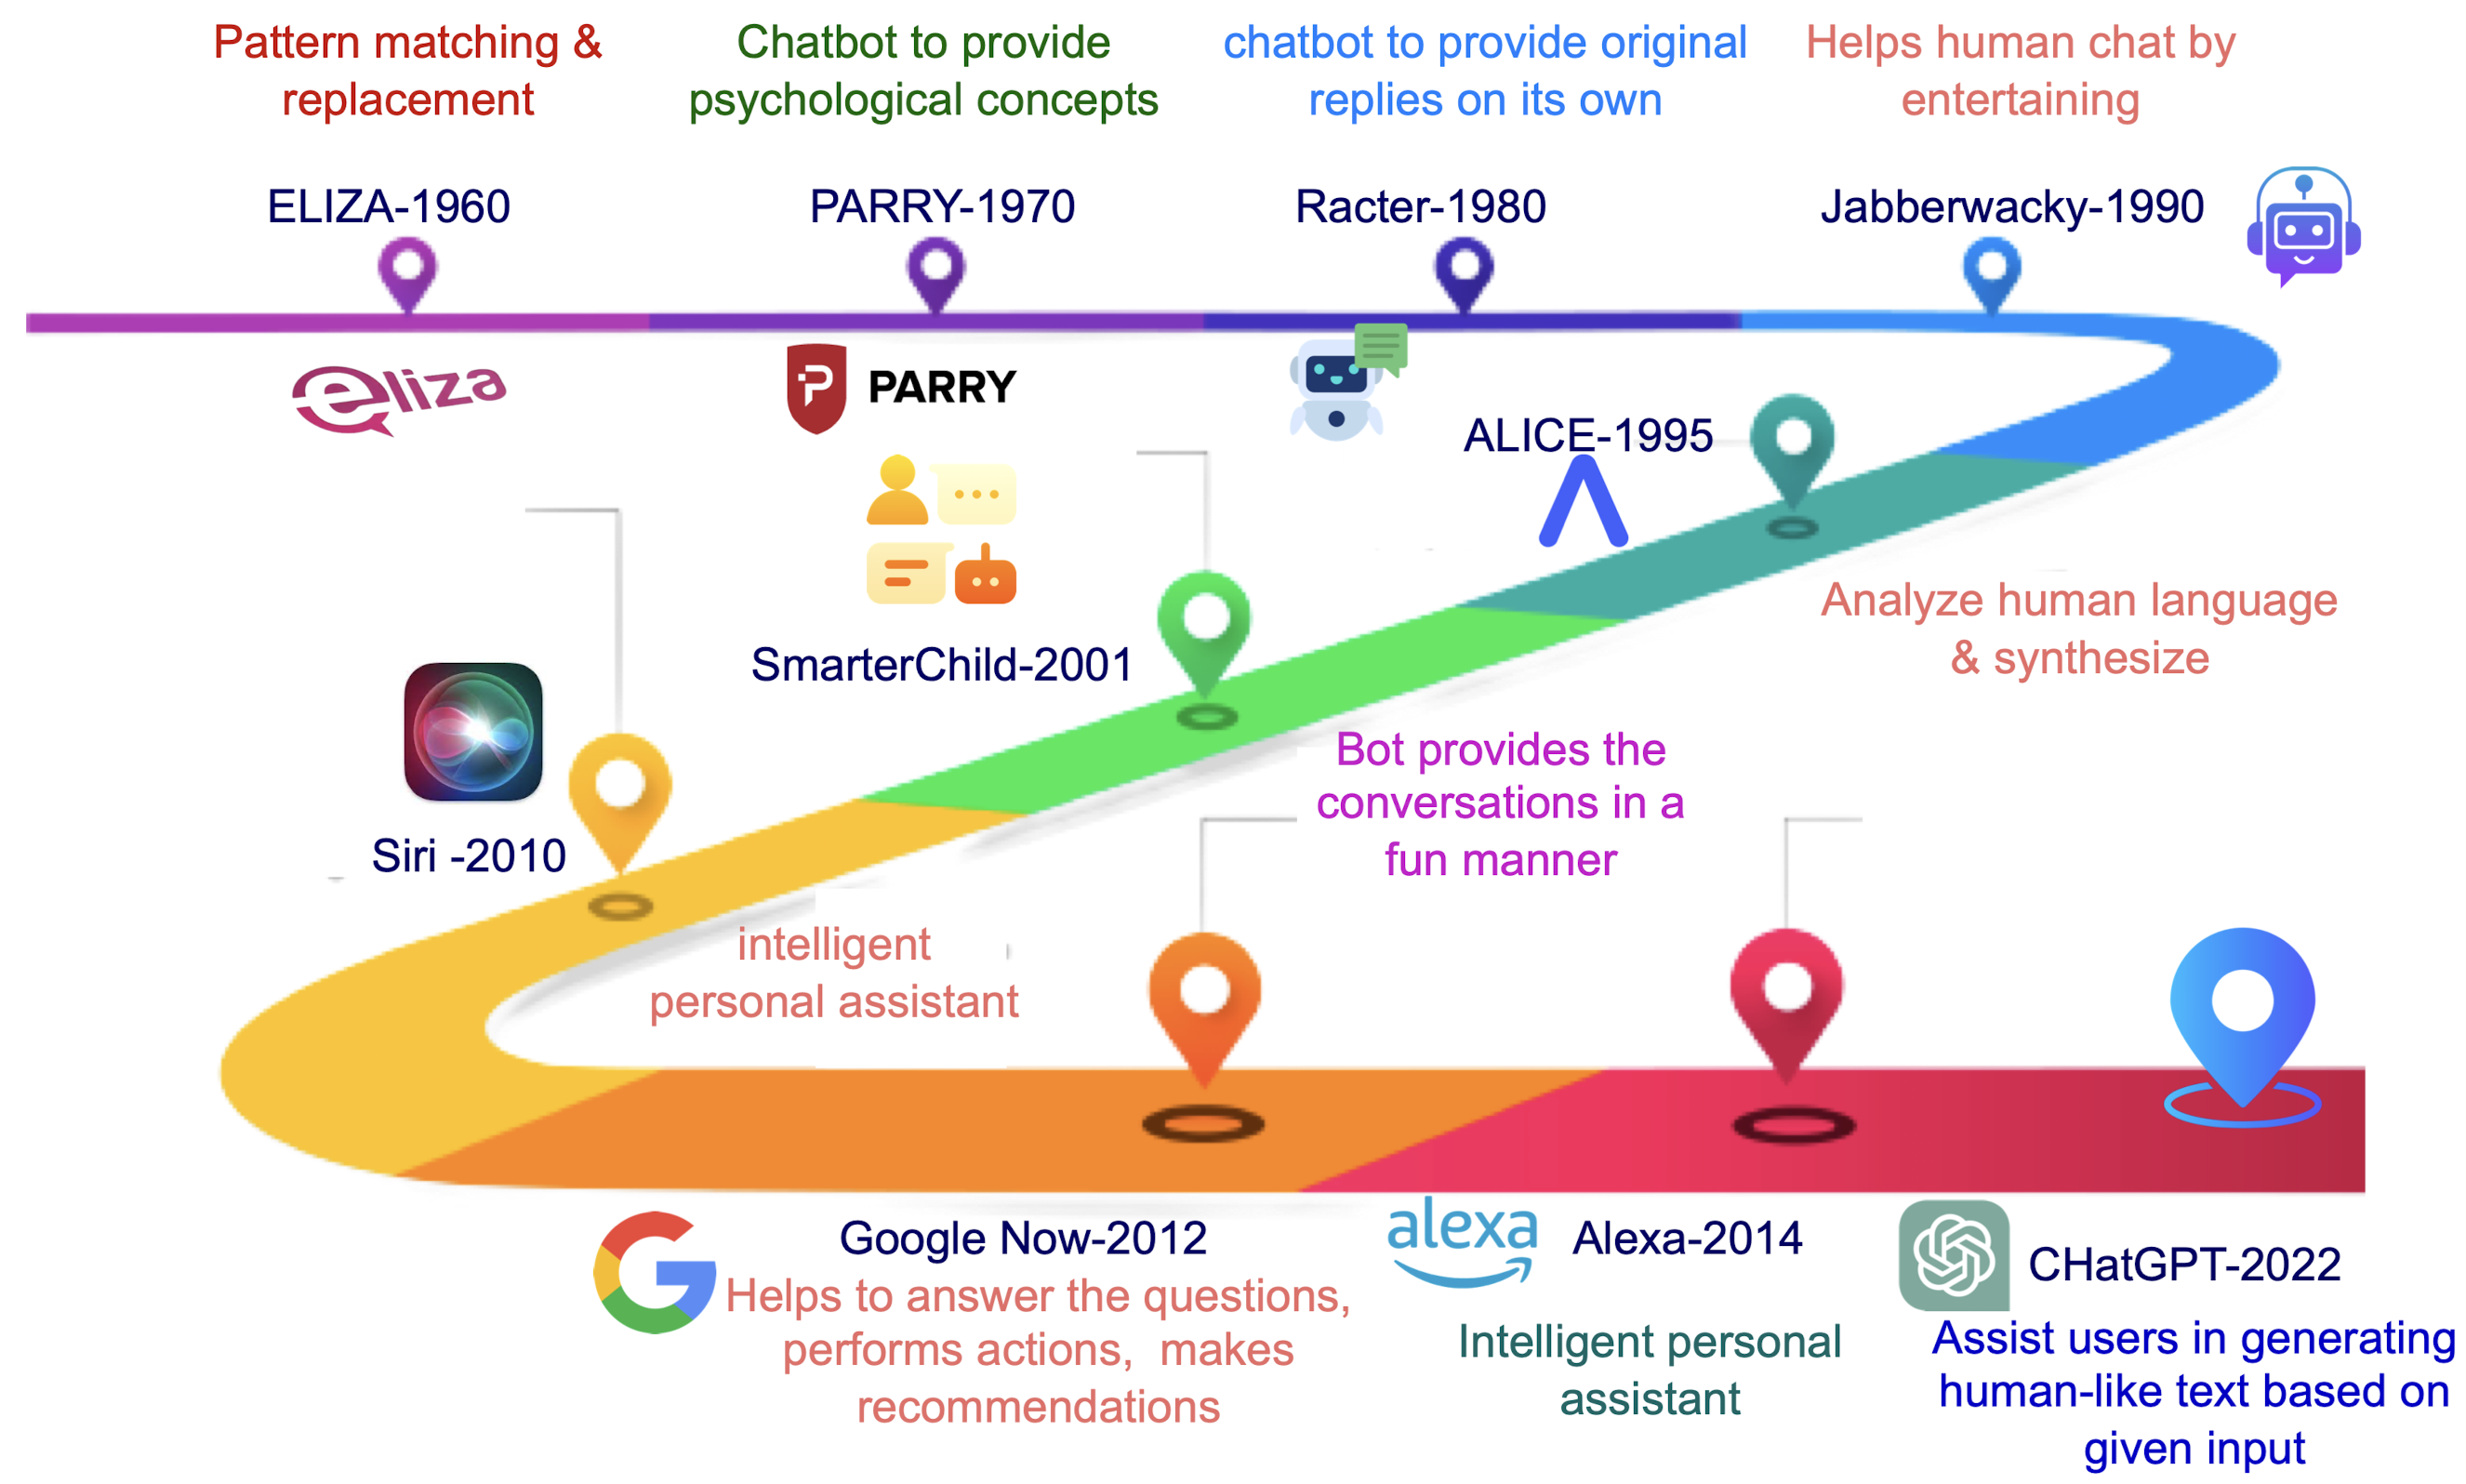 Pattern matching &
replacement
Chatbot to provide
psychological concepts
chatbot to provide original
replies on its own
Helps human chat by
entertaining
ELIZA-1960
PARRY-1970
Racter-1980
Jabberwacky-1990
eliza
PARRY
ALICE-1995
Analyze human language
& synthesize
SmarterChild-2001
Bot provides the
conversations in a
fun manner
Siri -2010
intelligent
personal assistant
Google Now-2012
Helps to answer the questions,
performs actions,  makes
recommendations
alexa
Alexa-2014
Intelligent personal
assistant
CHatGPT-2022
Assist users in generating
human-like text based on
given input